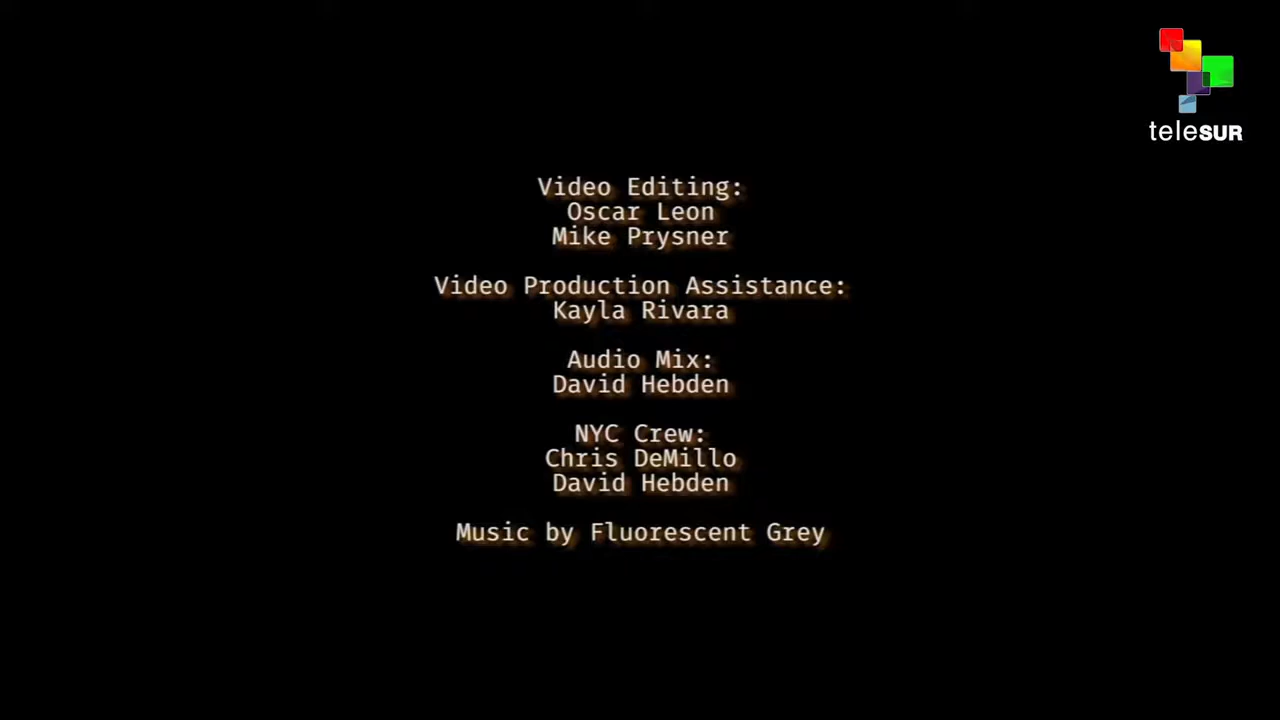 teleSUR
Video Editing:
Oscar Leon
Mike Prysner
Video Production Assistance:
Kayla Rivara
Audio Mix:
David Hebden
NYC Crew:
Chris DeMillo
David Hebden
Music by Fluorescent Grey